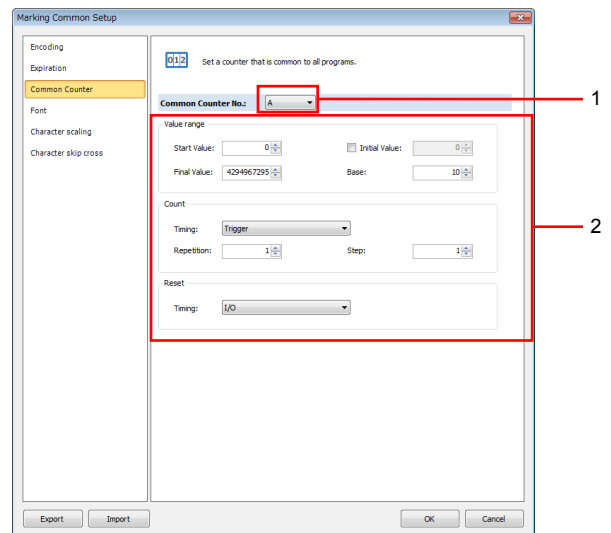 Marking Common Setup
Encoding
Expiration
Common Counter
Font
Character scaling
Character skip cross
012 Set a counter that is common to all programs.
Common Counter No.: A
1
Value range
Start Value: 0 Initial Value: 0
Final Value: 4294967295 Base: 10
Count
2
Timing: Trigger
Repetition: 1 Step: 1
Reset
Timing: I/O
Export Import OK Cancel